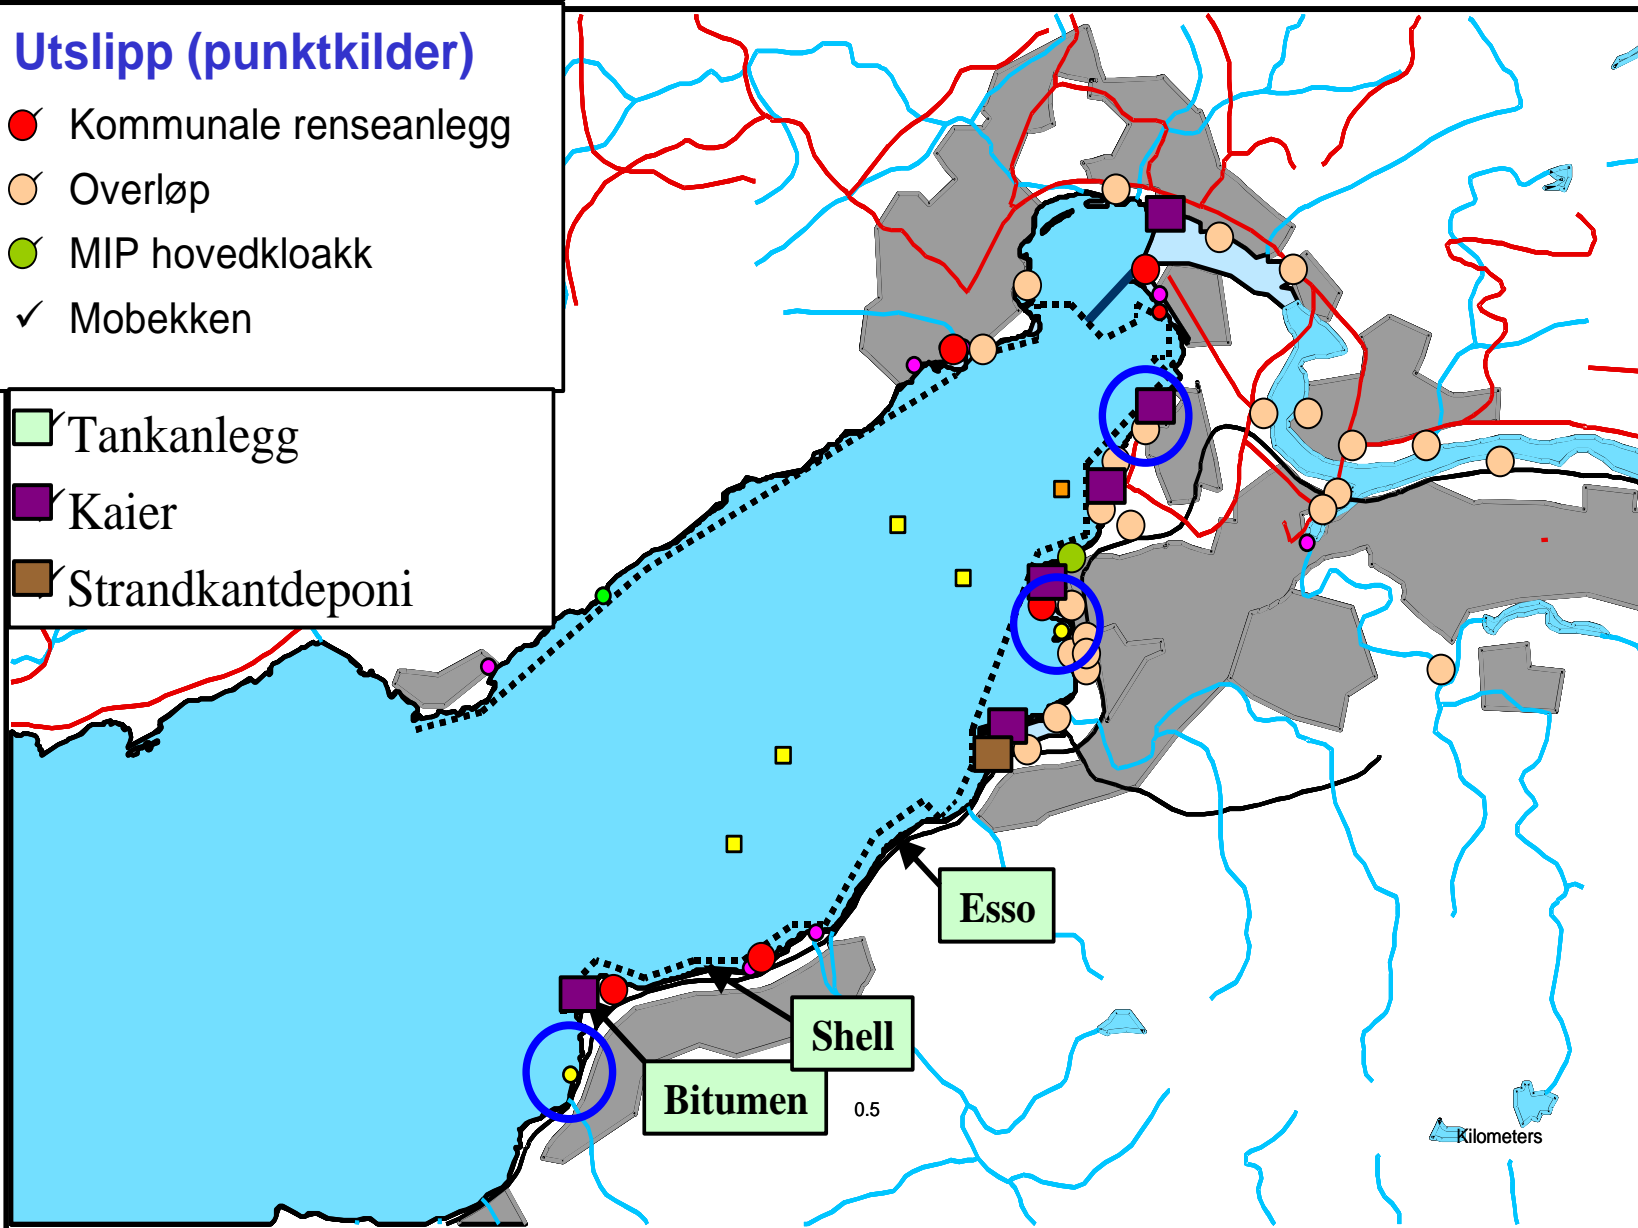 Utslipp (punktkilder)
Kommunale renseanlegg
Overløp
MIP hovedkloakk
Mobekken
Tankanlegg
Kaier
Strandkantdeponi
Esso
Shell
Bitumen
0.5
Kilometers